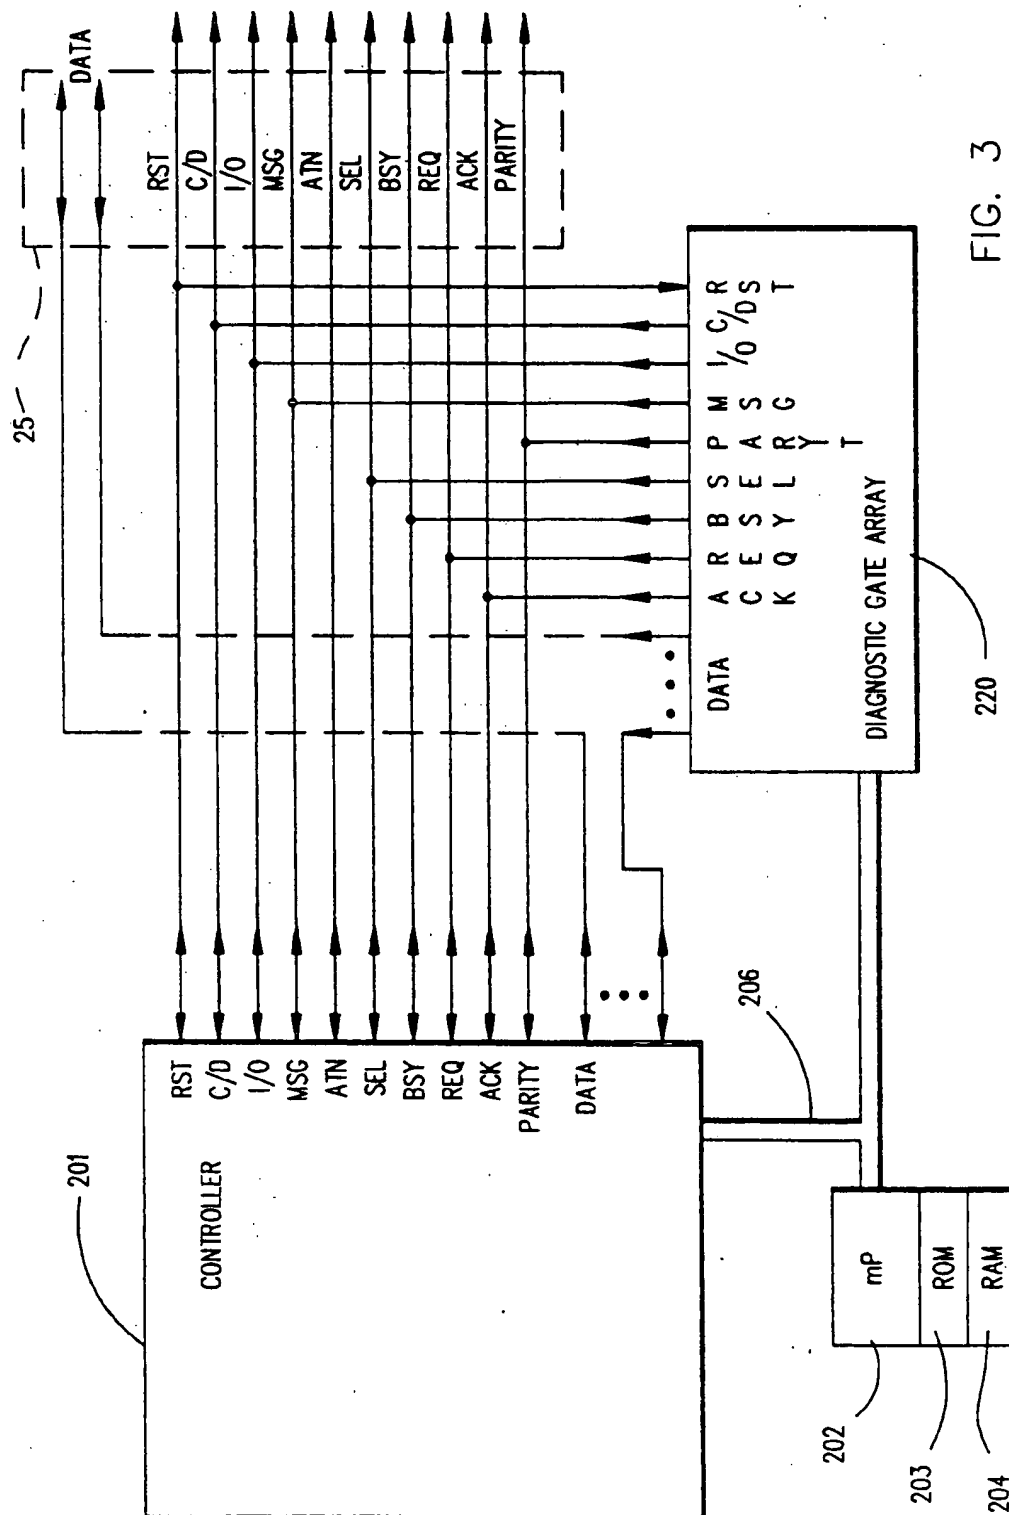 25
DATA
RST
C/D
I/O
MSG
ATN
SEL
BSY
REQ
ACK
PARITY
FIG. 3
201
CONTROLLER
RST
C/D
I/O
MSG
ATN
SEL
BSY
REQ
ACK
PARITY
DATA
206
DATA
ACK
REQ
BSY
SEL
PARYT
MSG
I/O
C/D
RST
DIAGNOSTIC GATE ARRAY
220
mP
ROM
RAM
202
203
204